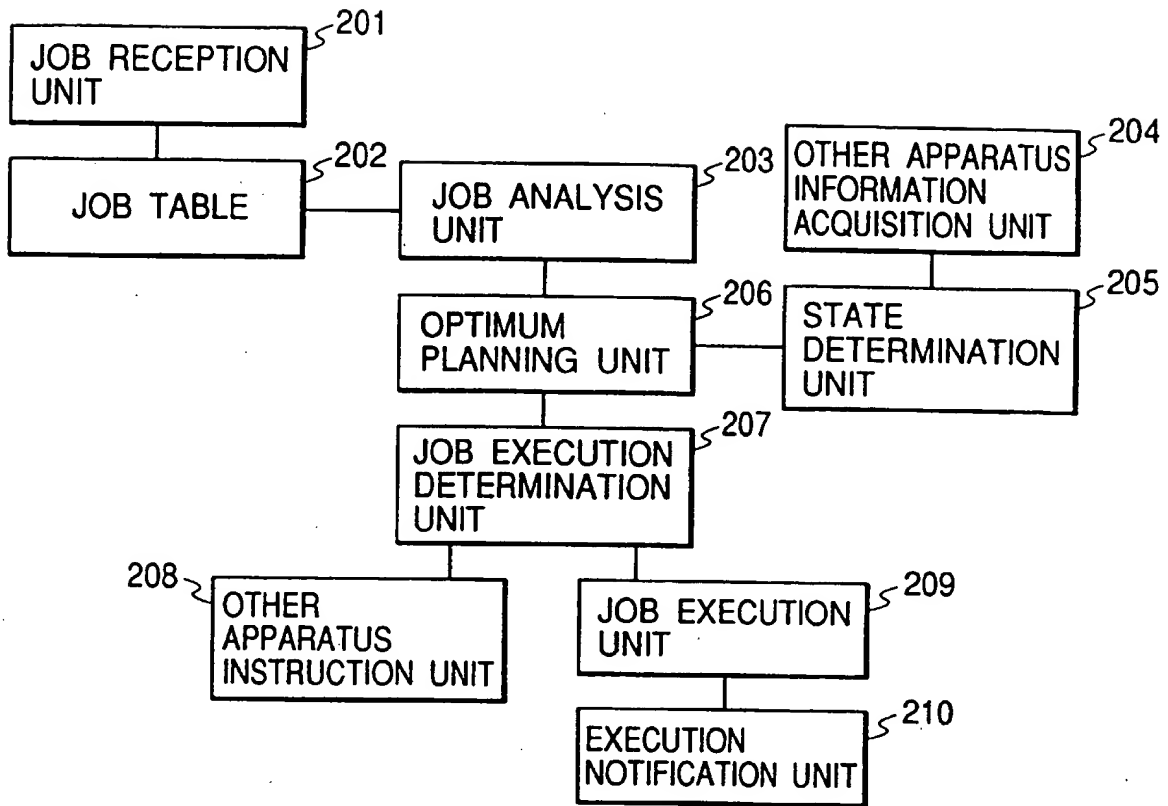 201
JOB RECEPTION
UNIT
202
JOB TABLE
203
JOB ANALYSIS
UNIT
204
OTHER APPARATUS
INFORMATION
ACQUISITION UNIT
206
OPTIMUM
PLANNING UNIT
205
STATE
DETERMINATION
UNIT
207
JOB EXECUTION
DETERMINATION
UNIT
208
OTHER
APPARATUS
INSTRUCTION UNIT
209
JOB EXECUTION
UNIT
210
EXECUTION
NOTIFICATION UNIT